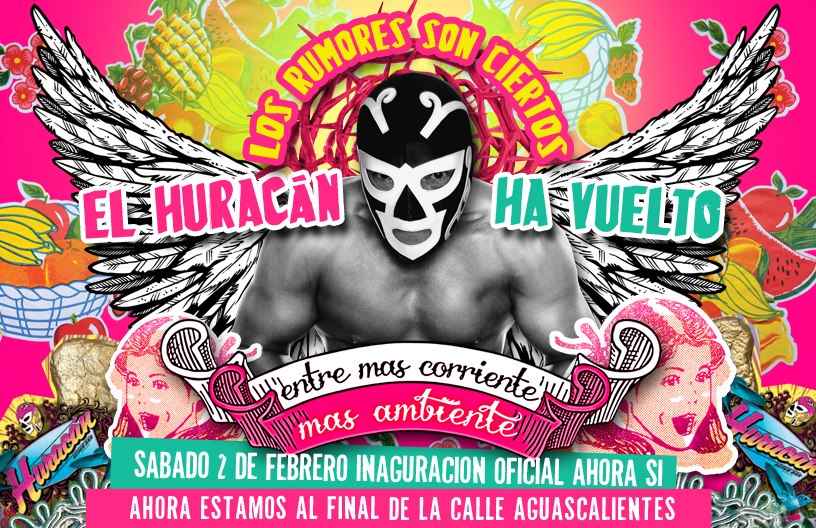 LOS RUMORES SON CIERTOS
EL HURACÁN HA VUELTO
entre mas corriente
mas ambiente
Huracán
Huracán
SABADO 2 DE FEBRERO INAGURACION OFICIAL AHORA SI
AHORA ESTAMOS AL FINAL DE LA CALLE AGUASCALIENTES